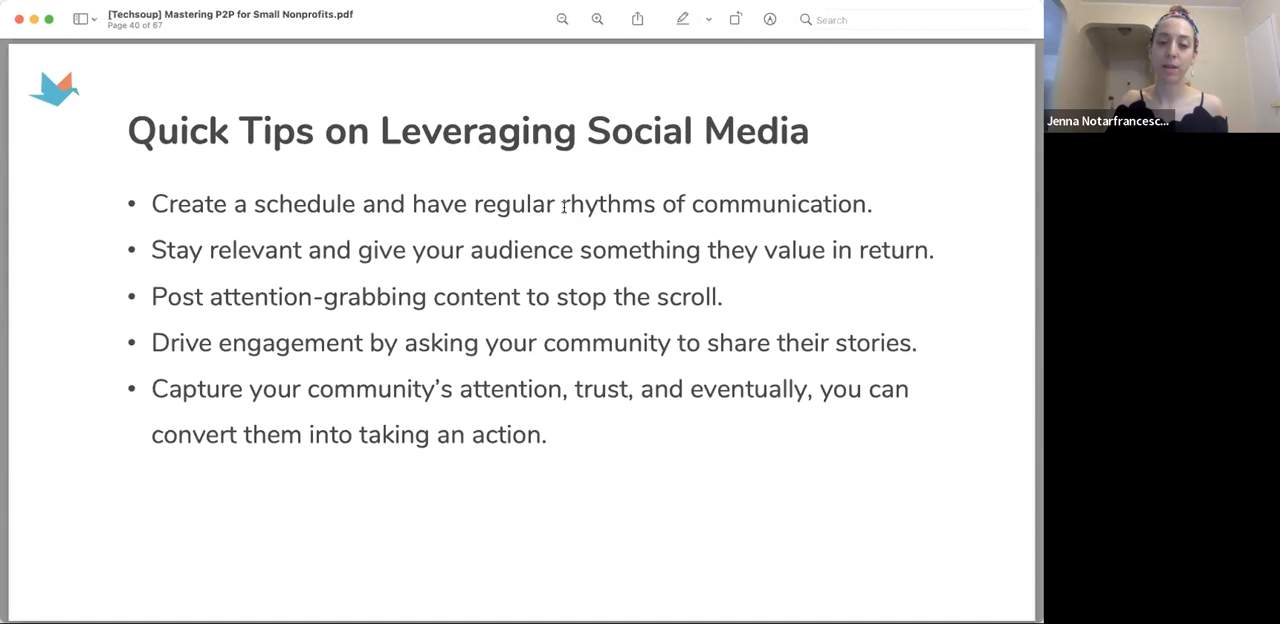 [Techsoup] Mastering P2P for Small Nonprofits.pdf
Page 40 of 67
Search
Jenna Notarfrancesc...
Quick Tips on Leveraging Social Media
• Create a schedule and have regular rhythms of communication.
• Stay relevant and give your audience something they value in return.
• Post attention-grabbing content to stop the scroll.
• Drive engagement by asking your community to share their stories.
• Capture your community’s attention, trust, and eventually, you can
convert them into taking an action.